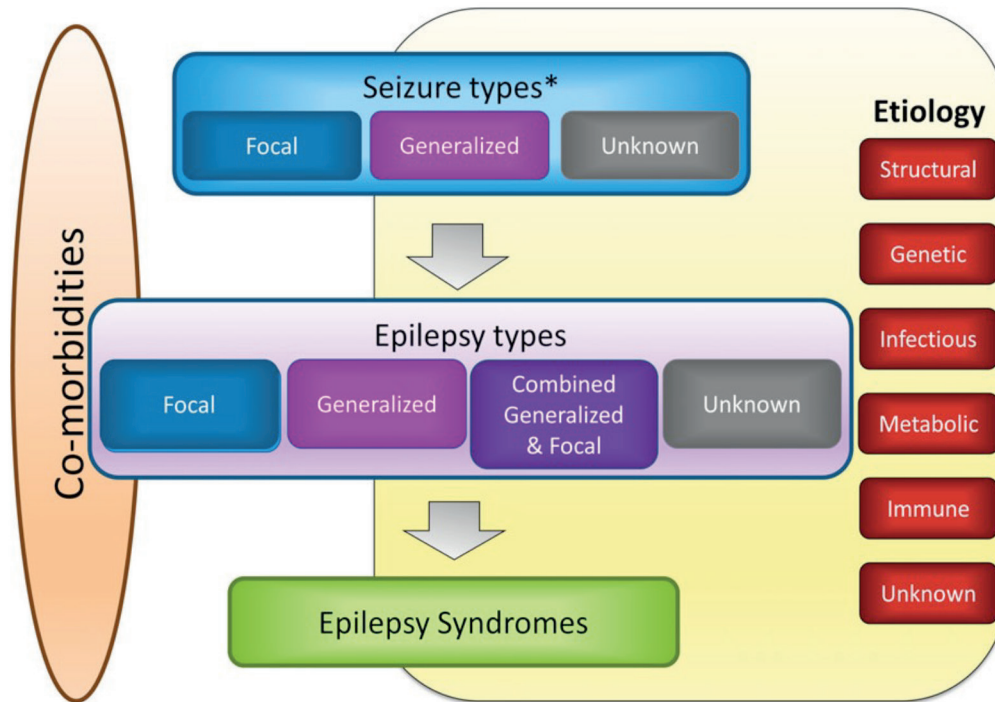 Co-morbidities
Seizure types*
Focal
Generalized
Unknown
Epilepsy types
Focal
Generalized
Combined
Generalized
& Focal
Unknown
Epilepsy Syndromes
Etiology
Structural
Genetic
Infectious
Metabolic
Immune
Unknown